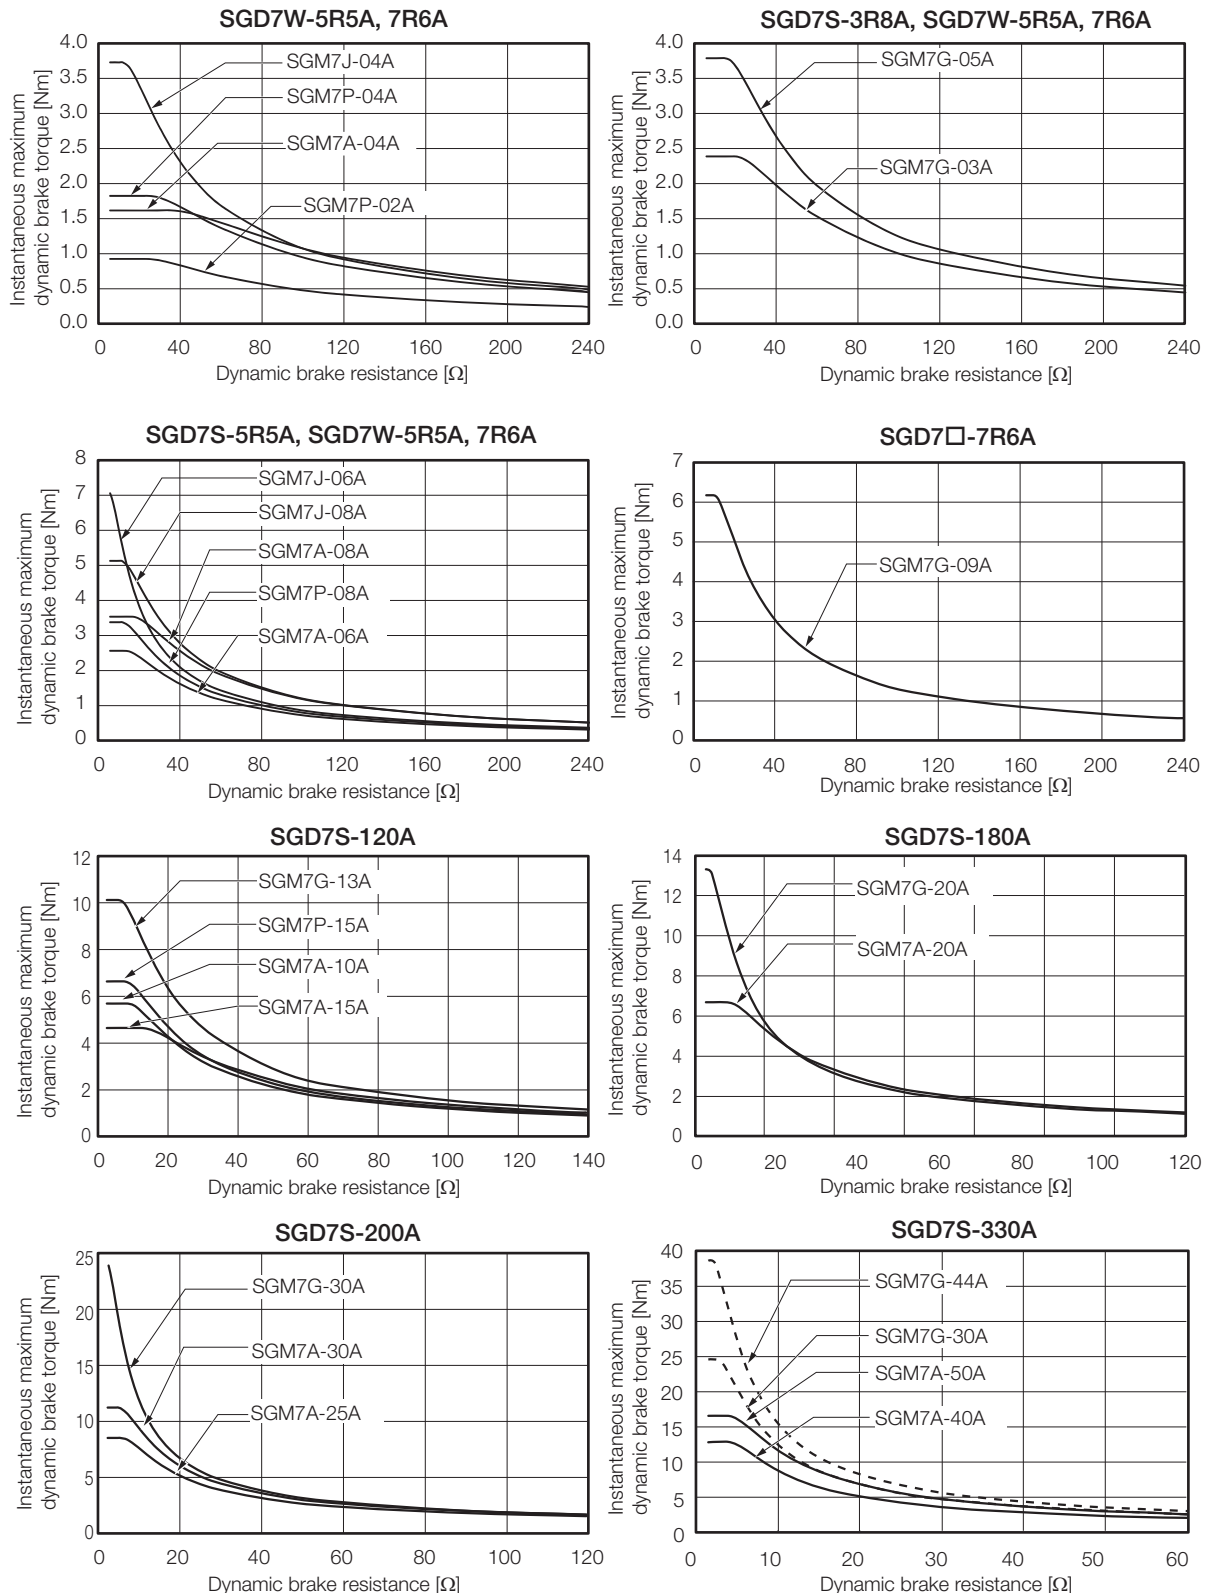 SGD7W-5R5A, 7R6A
Instantaneous maximum
dynamic brake torque [Nm]
4.0
3.5
3.0
2.5
2.0
1.5
1.0
0.5
0.0
SGM7J-04A
SGM7P-04A
SGM7A-04A
SGM7P-02A
0 40 80 120 160 200 240
Dynamic brake resistance [Ω]
SGD7S-3R8A, SGD7W-5R5A, 7R6A
Instantaneous maximum
dynamic brake torque [Nm]
4.0
3.5
3.0
2.5
2.0
1.5
1.0
0.5
0.0
SGM7G-05A
SGM7G-03A
0 40 80 120 160 200 240
Dynamic brake resistance [Ω]
SGD7S-5R5A, SGD7W-5R5A, 7R6A
Instantaneous maximum
dynamic brake torque [Nm]
8
7
6
5
4
3
2
1
0
SGM7J-06A
SGM7J-08A
SGM7A-08A
SGM7P-08A
SGM7A-06A
0 40 80 120 160 200 240
Dynamic brake resistance [Ω]
SGD7□-7R6A
Instantaneous maximum
dynamic brake torque [Nm]
7
6
5
4
3
2
1
0
SGM7G-09A
0 40 80 120 160 200 240
Dynamic brake resistance [Ω]
SGD7S-120A
Instantaneous maximum
dynamic brake torque [Nm]
12
10
8
6
4
2
0
SGM7G-13A
SGM7P-15A
SGM7A-10A
SGM7A-15A
0 20 40 60 80 100 120 140
Dynamic brake resistance [Ω]
SGD7S-180A
Instantaneous maximum
dynamic brake torque [Nm]
14
12
10
8
6
4
2
0
SGM7G-20A
SGM7A-20A
0 20 40 60 80 100 120
Dynamic brake resistance [Ω]
SGD7S-200A
Instantaneous maximum
dynamic brake torque [Nm]
25
20
15
10
5
0
SGM7G-30A
SGM7A-30A
SGM7A-25A
0 20 40 60 80 100 120
Dynamic brake resistance [Ω]
SGD7S-330A
Instantaneous maximum
dynamic brake torque [Nm]
40
35
30
25
20
15
10
5
0
SGM7G-44A
SGM7G-30A
SGM7A-50A
SGM7A-40A
0 10 20 30 40 50 60
Dynamic brake resistance [Ω]